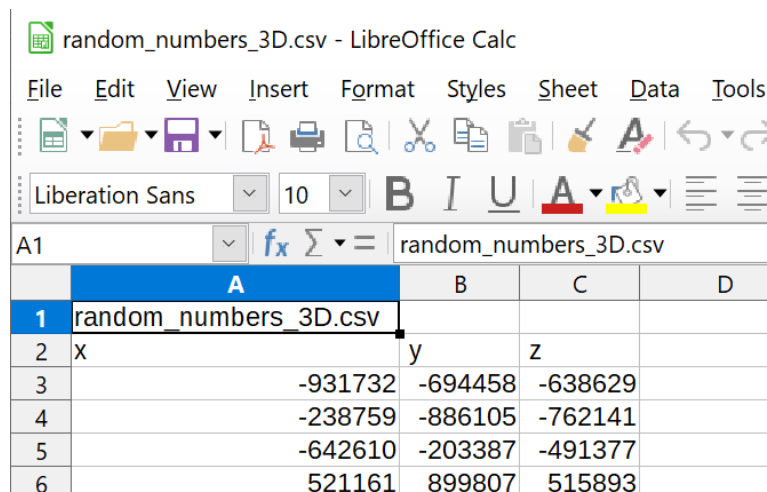 random_numbers_3D.csv - LibreOffice Calc
File Edit View Insert Format Styles Sheet Data Tools
Liberation Sans 10 B I U A
A1 fx Σ = random_numbers_3D.csv
A B C D
1 random_numbers_3D.csv
2 x y z
3 -931732 -694458 -638629
4 -238759 -886105 -762141
5 -642610 -203387 -491377
6 521161 899807 515893